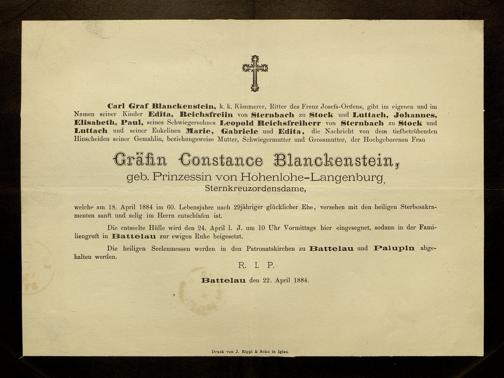 Carl Graf Blanckenstein, k. k. Kämmerer, Ritter des Franz Josefs-Ordens, gibt im eigenen und im
Namen seiner Kinder Edita, Reichsfreiin von Sternbach zu Stock und Luttach, Johannes,
Elisabeth, Paul, seines Schwiegersohnes Leopold Reichsfreiherr von Sternbach zu Stock und
Luttach und seiner Enkelinen Marie, Gabriele und Edita, die Nachricht von dem tiefbetrübenden
Hinscheiden seiner Gemahlin, beziehungsweise Mutter, Schwiegermutter und Grossmutter, der Hochgeborenen Frau
Gräfin Constance Blanckenstein,
geb. Prinzessin von Hohenlohe-Langenburg,
Sternkreuzordensdame,
welche am 18. April 1884 im 60. Lebensjahre nach 29jähriger glücklicher Ehe, versehen mit den heiligen Sterbesakra-
menten sanft und selig im Herrn entschlafen ist.
Die entseelte Hülle wird den 24. April l. J. um 10 Uhr Vormittags hier eingesegnet, sodann in der Fami-
liengruft in Battelau zur ewigen Ruhe beigesetzt.
Die heiligen Seelenmessen werden in den Patronatskirchen zu Battelau und Palupin abge-
halten werden.
R. I. P.
Battelau den 22. April 1884.
Druck von J. Rippl & Sohn in Iglau.